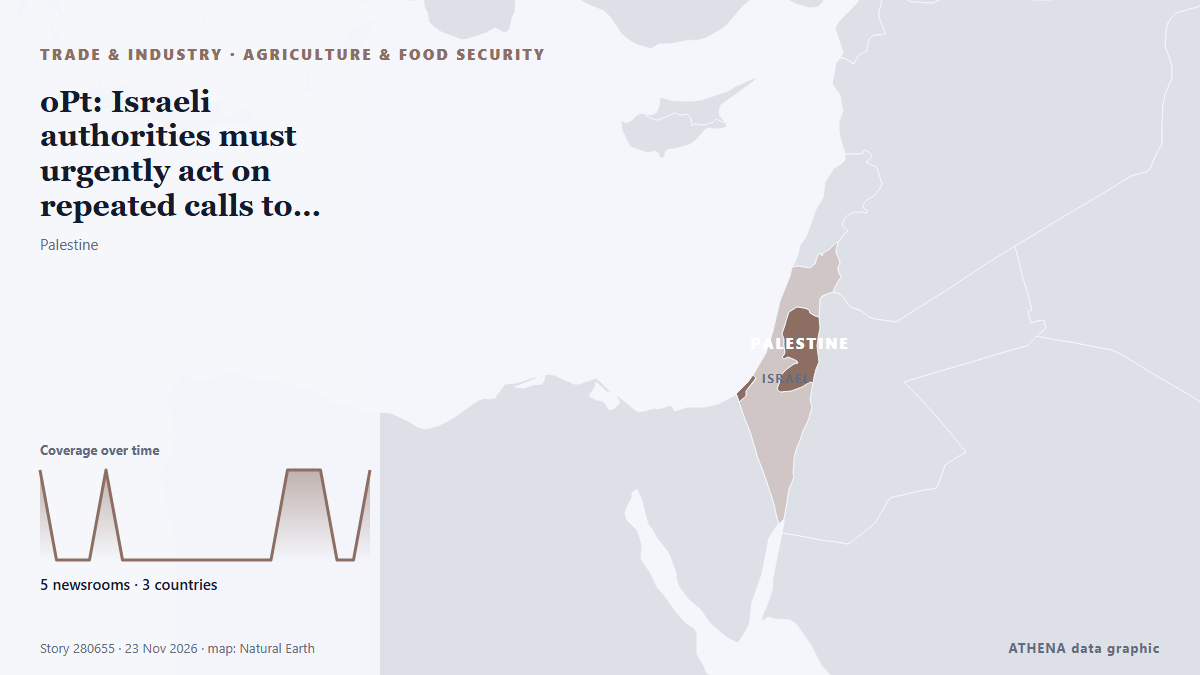 TRADE & INDUSTRY · AGRICULTURE & FOOD SECURITY
oPt: Israeli
authorities must
urgently act on
repeated calls to...
Palestine
PALESTINE
ISRAEL
Coverage over time
5 newsrooms · 3 countries
Story 280655 · 23 Nov 2026 · map: Natural Earth
ATHENA data graphic